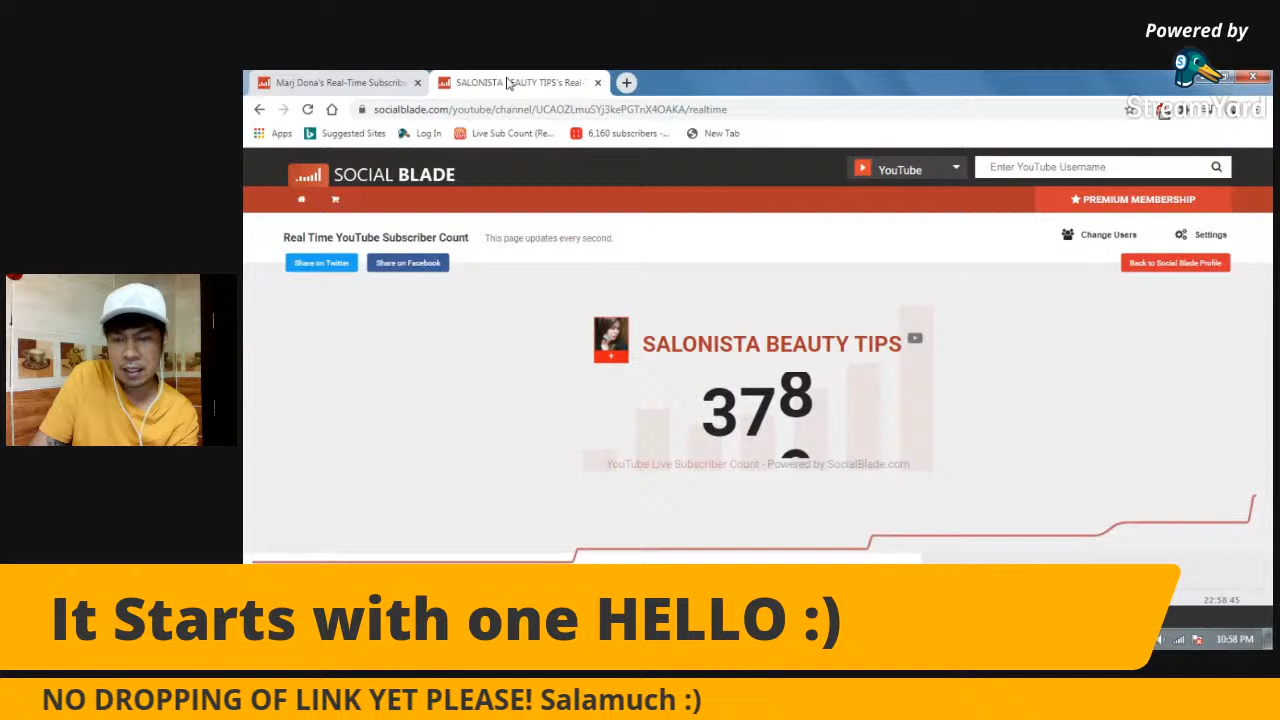 Powered by
StreamYard
Marj Dona's Real-Time Subscribe
SALONISTA BEAUTY TIPS's Real-
socialblade.com/youtube/channel/UCAOZLmuSYj3kePGTnX4OAKA/realtime
Apps
Suggested Sites
Log In
Live Sub Count (Re...
6,160 subscribers -...
New Tab
SOCIAL BLADE
YouTube
Enter YouTube Username
PREMIUM MEMBERSHIP
Real Time YouTube Subscriber Count
This page updates every second.
Change Users
Settings
Share on Twitter
Share on Facebook
Back to Social Blade Profile
SALONISTA BEAUTY TIPS
378
YouTube Live Subscriber Count - Powered by SocialBlade.com
22:58:45
10:58 PM
It Starts with one HELLO :)
NO DROPPING OF LINK YET PLEASE! Salamuch :)